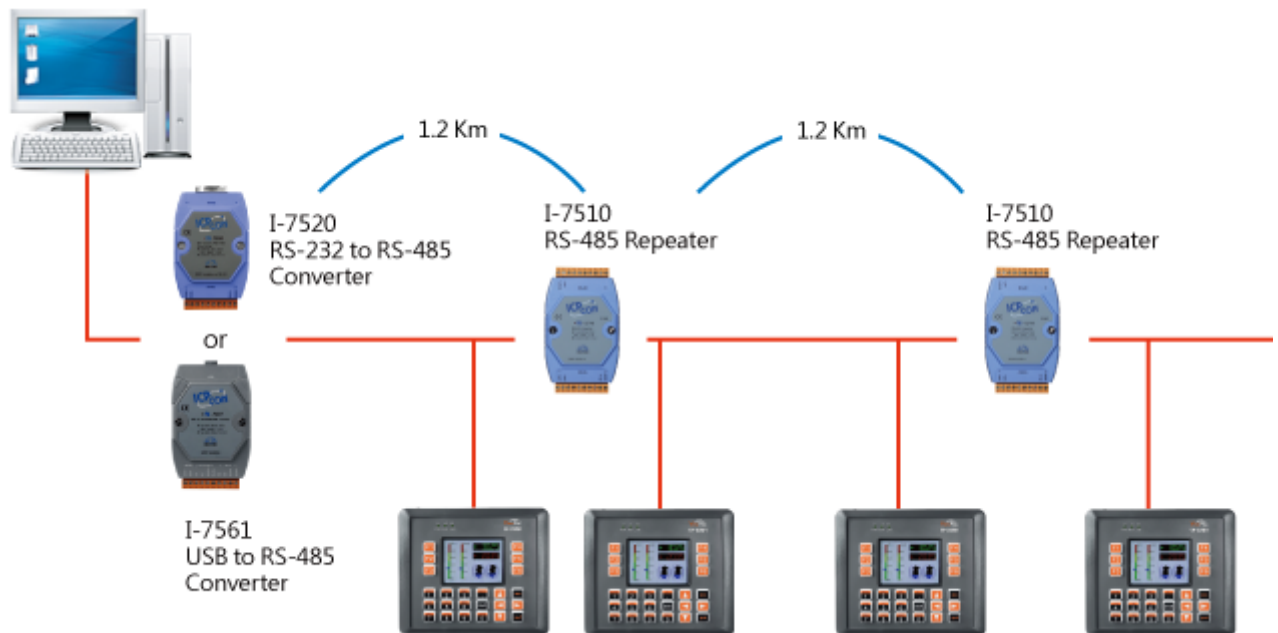 1.2 Km
1.2 Km
I-7520
RS-232 to RS-485
Converter
I-7510
RS-485 Repeater
I-7510
RS-485 Repeater
or
I-7561
USB to RS-485
Converter